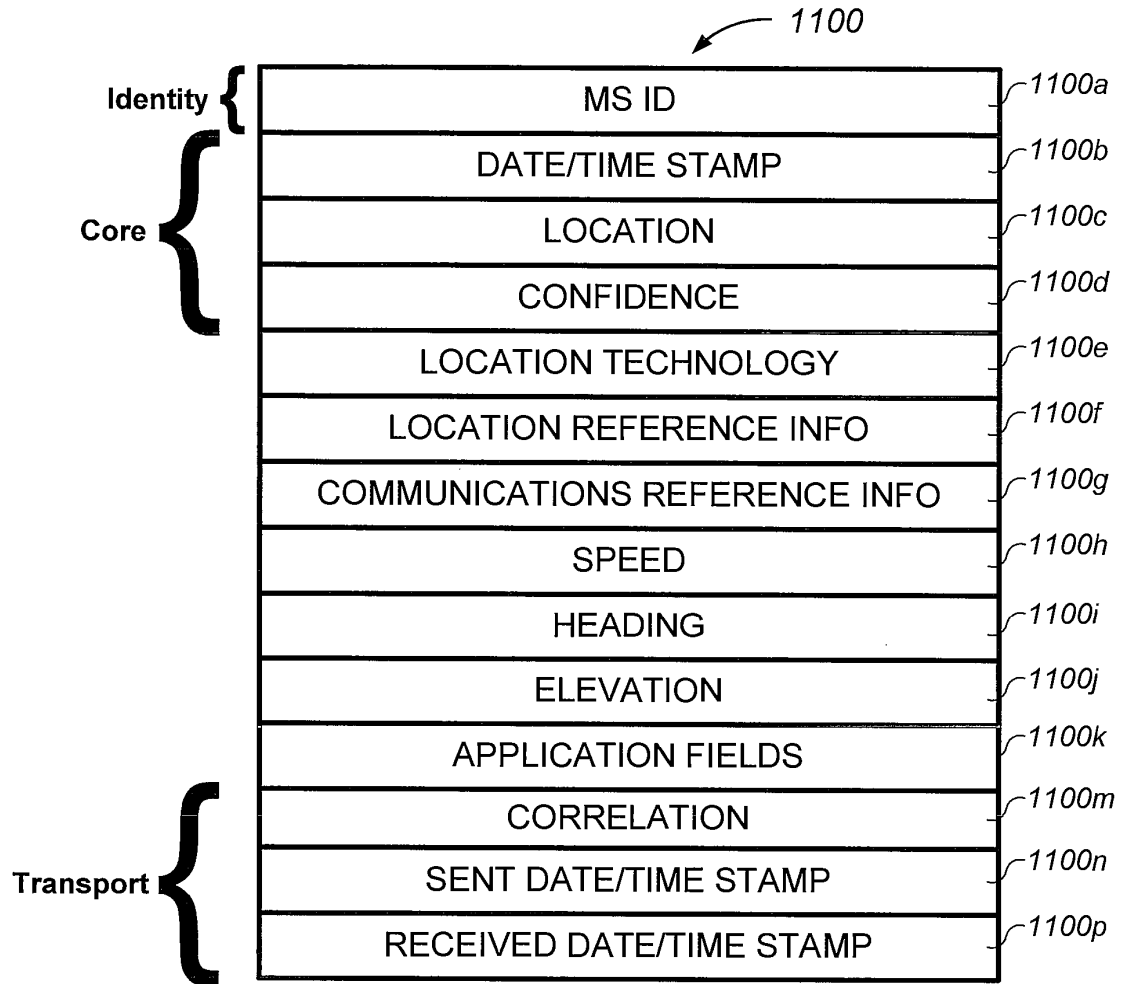 1100
Identity
MS ID
1100a
DATE/TIME STAMP
1100b
Core
LOCATION
1100c
CONFIDENCE
1100d
LOCATION TECHNOLOGY
1100e
LOCATION REFERENCE INFO
1100f
COMMUNICATIONS REFERENCE INFO
1100g
SPEED
1100h
HEADING
1100i
ELEVATION
1100j
APPLICATION FIELDS
1100k
CORRELATION
1100m
Transport
SENT DATE/TIME STAMP
1100n
RECEIVED DATE/TIME STAMP
1100p